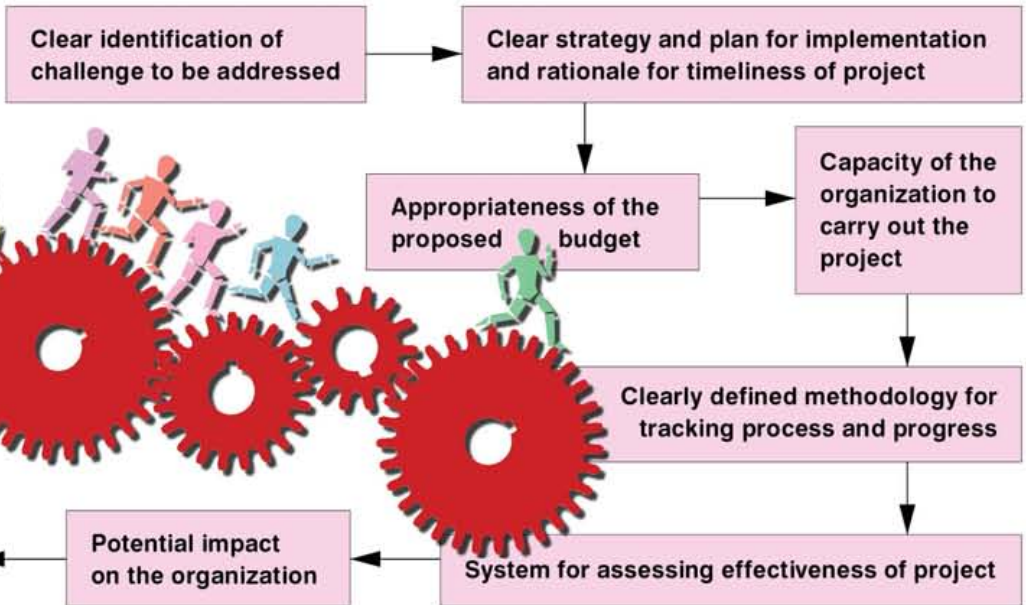 Clear identification of
challenge to be addressed
Clear strategy and plan for implementation
and rationale for timeliness of project
Appropriateness of the
proposed budget
Capacity of the
organization to
carry out the
project
Clearly defined methodology for
tracking process and progress
System for assessing effectiveness of project
Potential impact
on the organization